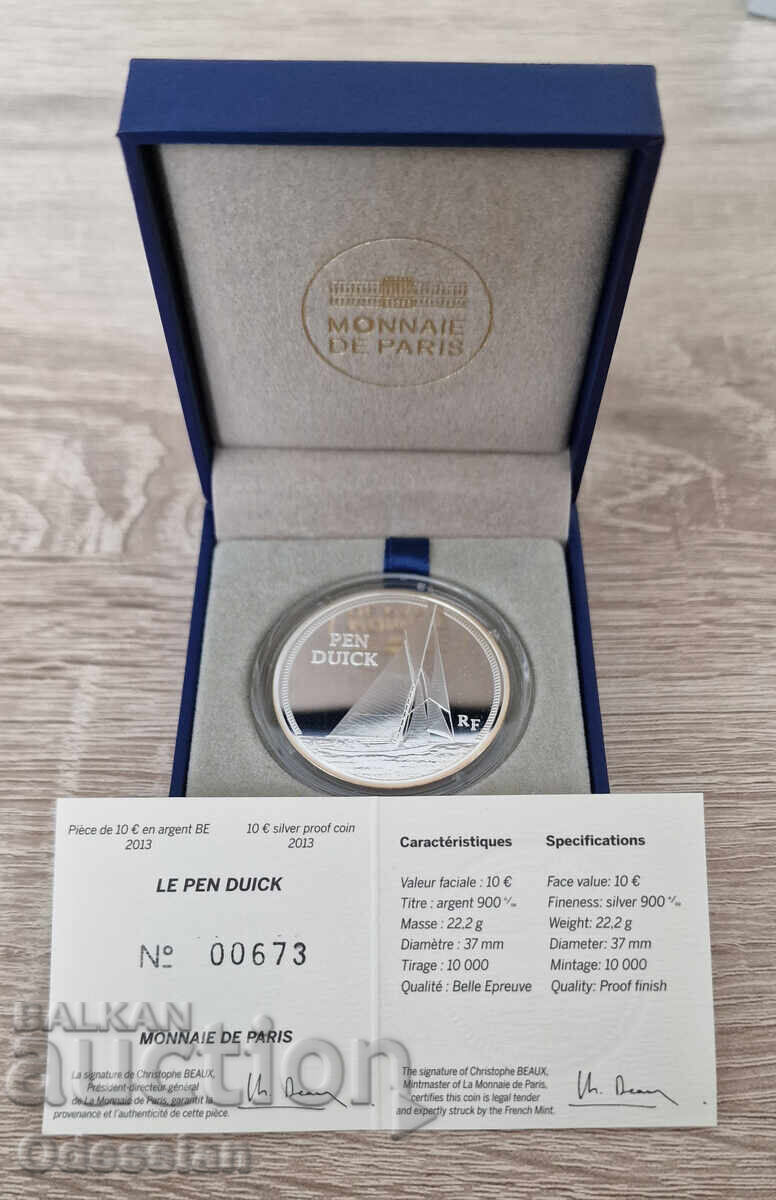 MONNAIE
DE PARIS
PEN
DUICK
RF
Pièce de 10 € en argent BE
2013
10 € silver proof coin
2013
LE PEN DUICK
Nº 00673
MONNAIE DE PARIS
La signature de Christophe BEAUX,
Président-directeur général
de La Monnaie de Paris, garantit la
provenance et l'authenticité de cette pièce.
Caractéristiques
Valeur faciale : 10 €
Titre : argent 900 ‰
Masse : 22,2 g
Diamètre : 37 mm
Tirage : 10 000
Qualité : Belle Epreuve
Specifications
Face value: 10 €
Fineness: silver 900 ‰
Weight: 22,2 g
Diameter: 37 mm
Mintage: 10 000
Quality: Proof finish
The signature of Christophe BEAUX,
Mintmaster of La Monnaie de Paris,
certifies this coin is legal tender
and expertly struck by the French Mint.
BALKAN
auction
Odessian